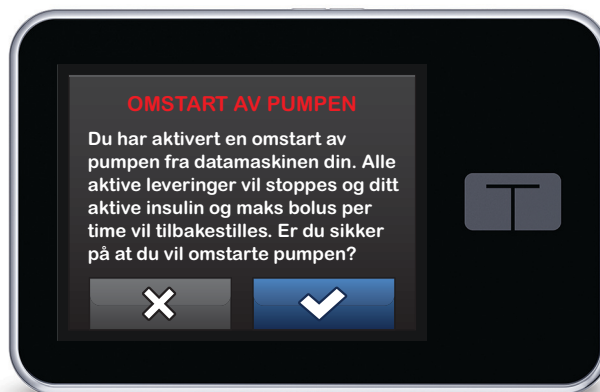 OMSTART AV PUMPEN
Du har aktivert en omstart av
pumpen fra datamaskinen din. Alle
aktive leveringer vil stoppes og ditt
aktive insulin og maks bolus per
time vil tilbakestilles. Er du sikker
på at du vil omstarte pumpen?